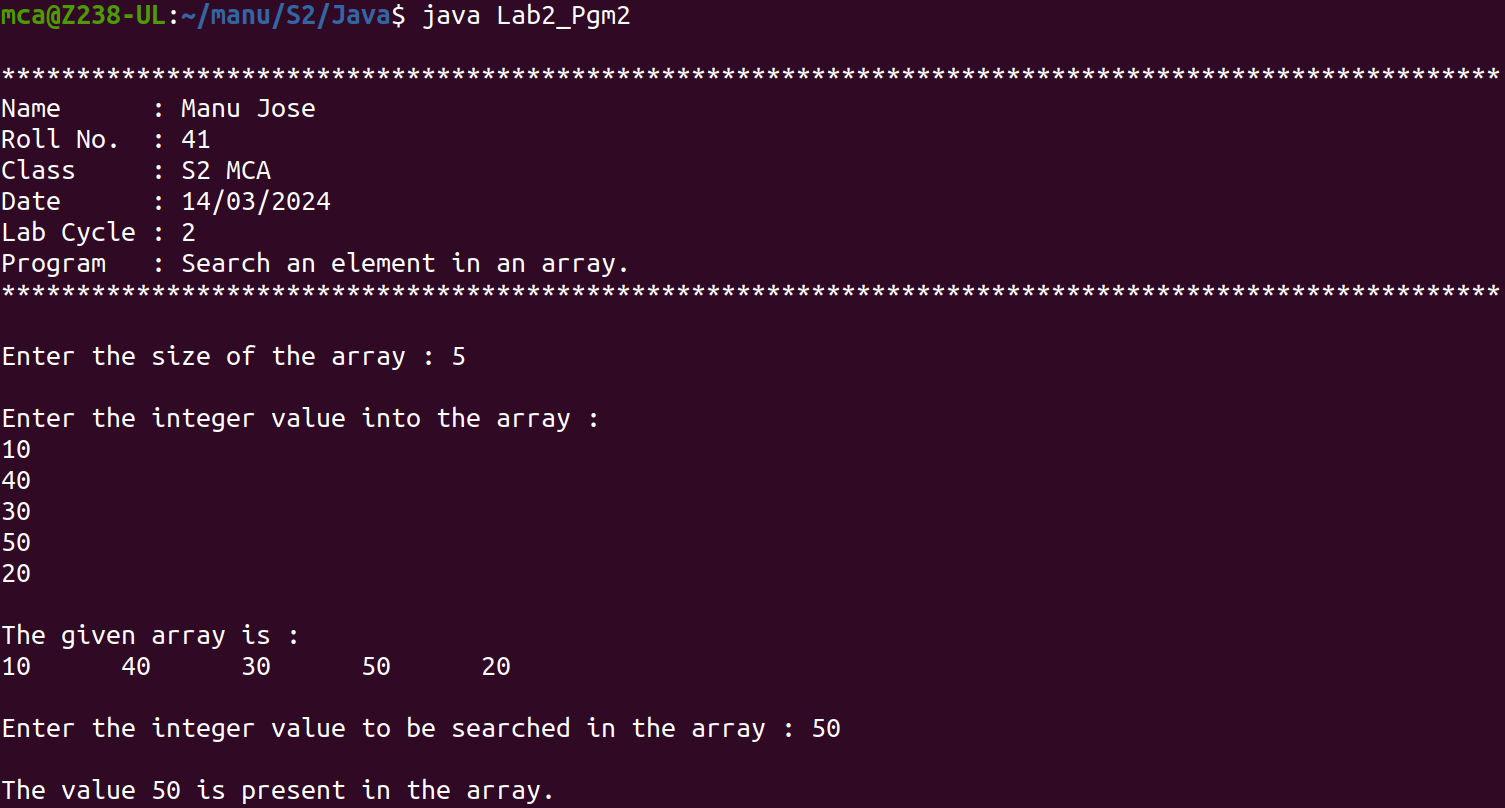 mca@Z238-UL:~/manu/S2/Java$ java Lab2_Pgm2
****************************************************************************************************
Name      : Manu Jose
Roll No.  : 41
Class     : S2 MCA
Date      : 14/03/2024
Lab Cycle : 2
Program   : Search an element in an array.
****************************************************************************************************
Enter the size of the array : 5
Enter the integer value into the array :
10
40
30
50
20
The given array is :
10      40      30      50      20
Enter the integer value to be searched in the array : 50
The value 50 is present in the array.